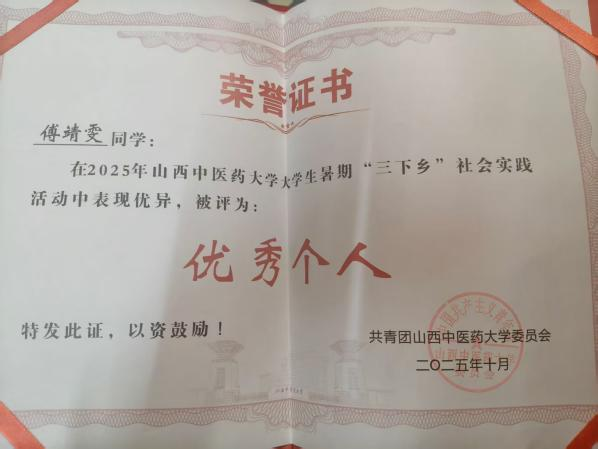 荣誉证书
傅靖雯同学：
在2025年山西中医药大学大学生暑期“三下乡”社会实践
活动中表现优异，被评为：
优秀个人
特发此证，以资鼓励！
共青团山西中医药大学委员会
二〇二五年十月